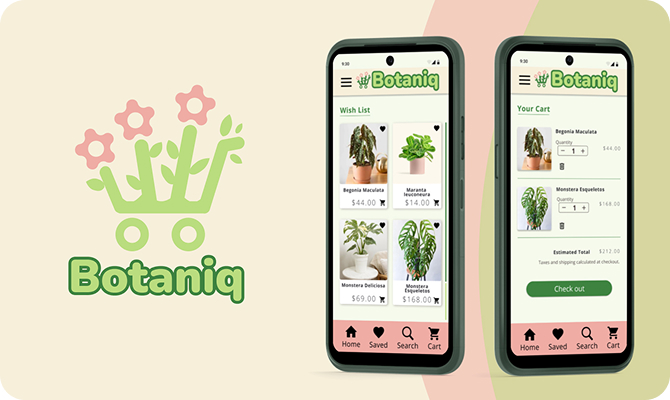 Botaniq
9:30
Botaniq
Wish List
Begonia Maculata
$44.00
Maranta
leuconeura
$14.00
Monstera Deliciosa
$69.00
Monstera
Esqueletos
$168.00
Home Saved Search Cart
9:30
Botaniq
Your Cart
Begonia Maculata
Quantity
− 1 +
$44.00
Monstera Esqueletos
Quantity
− 1 +
$168.00
Estimated Total $212.00
Taxes and shipping calculated at checkout.
Check out
Home Saved Search Cart